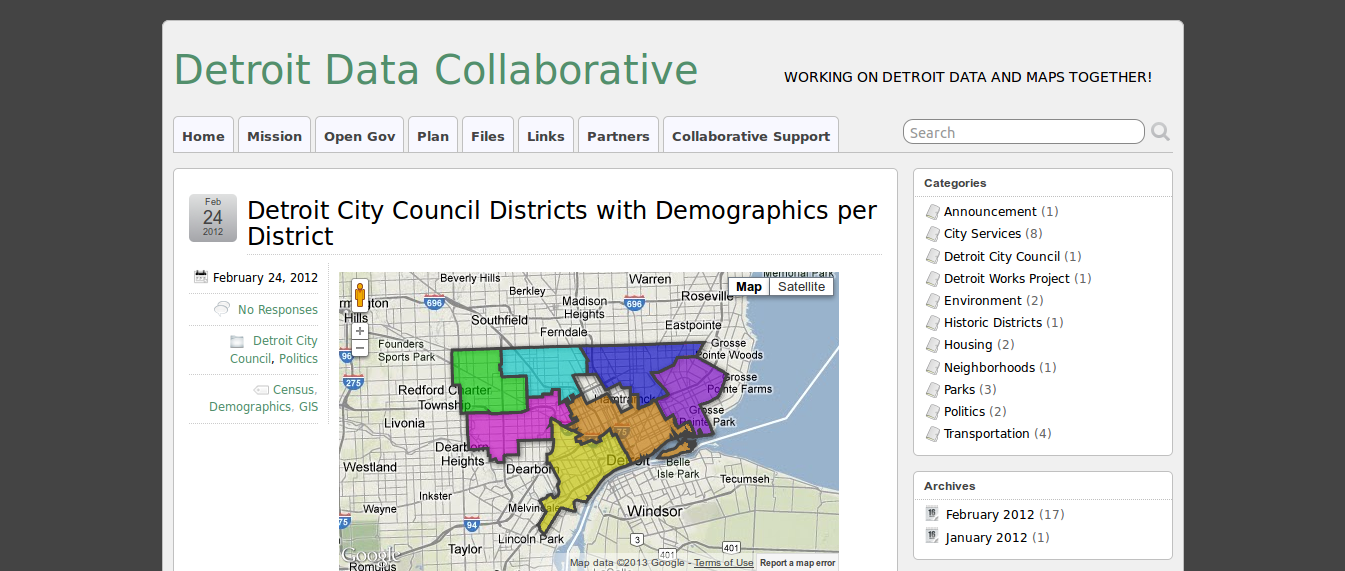 Detroit Data Collaborative
WORKING ON DETROIT DATA AND MAPS TOGETHER!
Home
Mission
Open Gov
Plan
Files
Links
Partners
Collaborative Support
Search
Feb
24
2012
Detroit City Council Districts with Demographics per
District
February 24, 2012
No Responses
Detroit City
Council, Politics
Census,
Demographics, GIS
Beverly Hills
Warren
Memorial Park
Map
Satellite
Berkley
Madison
Heights
Roseville
Hills
696
696
Southfield
Eastpointe
Ferndale
Founders
Sports Park
Grosse
Pointe Woods
275
Grosse
Pointe Farms
Redford Charter
Township
Hamtramck
Grosse
Pointe Park
Livonia
75
Dearborn
Heights
Westland
Dearborn
Detroit
Belle
Isle Park
Tecumseh
Inkster
Wayne
Melvindale
Windsor
75
94
Lincoln Park
3
Taylor
401
401
Google
Romulus
Map data ©2013 Google - Terms of Use
Report a map error
Categories
Announcement (1)
City Services (8)
Detroit City Council (1)
Detroit Works Project (1)
Environment (2)
Historic Districts (1)
Housing (2)
Neighborhoods (1)
Parks (3)
Politics (2)
Transportation (4)
Archives
February 2012 (17)
January 2012 (1)